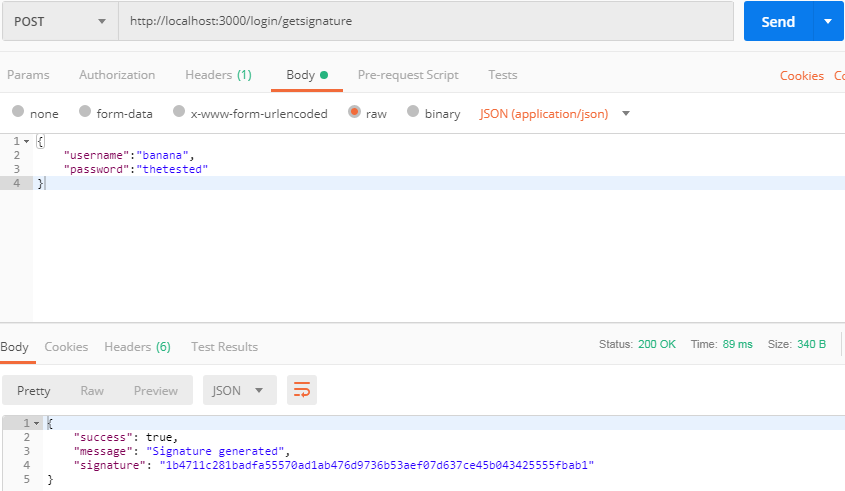 POST http://localhost:3000/login/getsignature Send
Params Authorization Headers (1) Body Pre-request Script Tests Cookies Co
none form-data x-www-form-urlencoded raw binary JSON (application/json)
1 {
2 "username":"banana",
3 "password":"thetested"
4 }
Body Cookies Headers (6) Test Results Status: 200 OK Time: 89 ms Size: 340 B
Pretty Raw Preview JSON
1 {
2 "success": true,
3 "message": "Signature generated",
4 "signature": "1b4711c281badfa55570ad1ab476d9736b53aef07d637ce45b043425555fbab1"
5 }